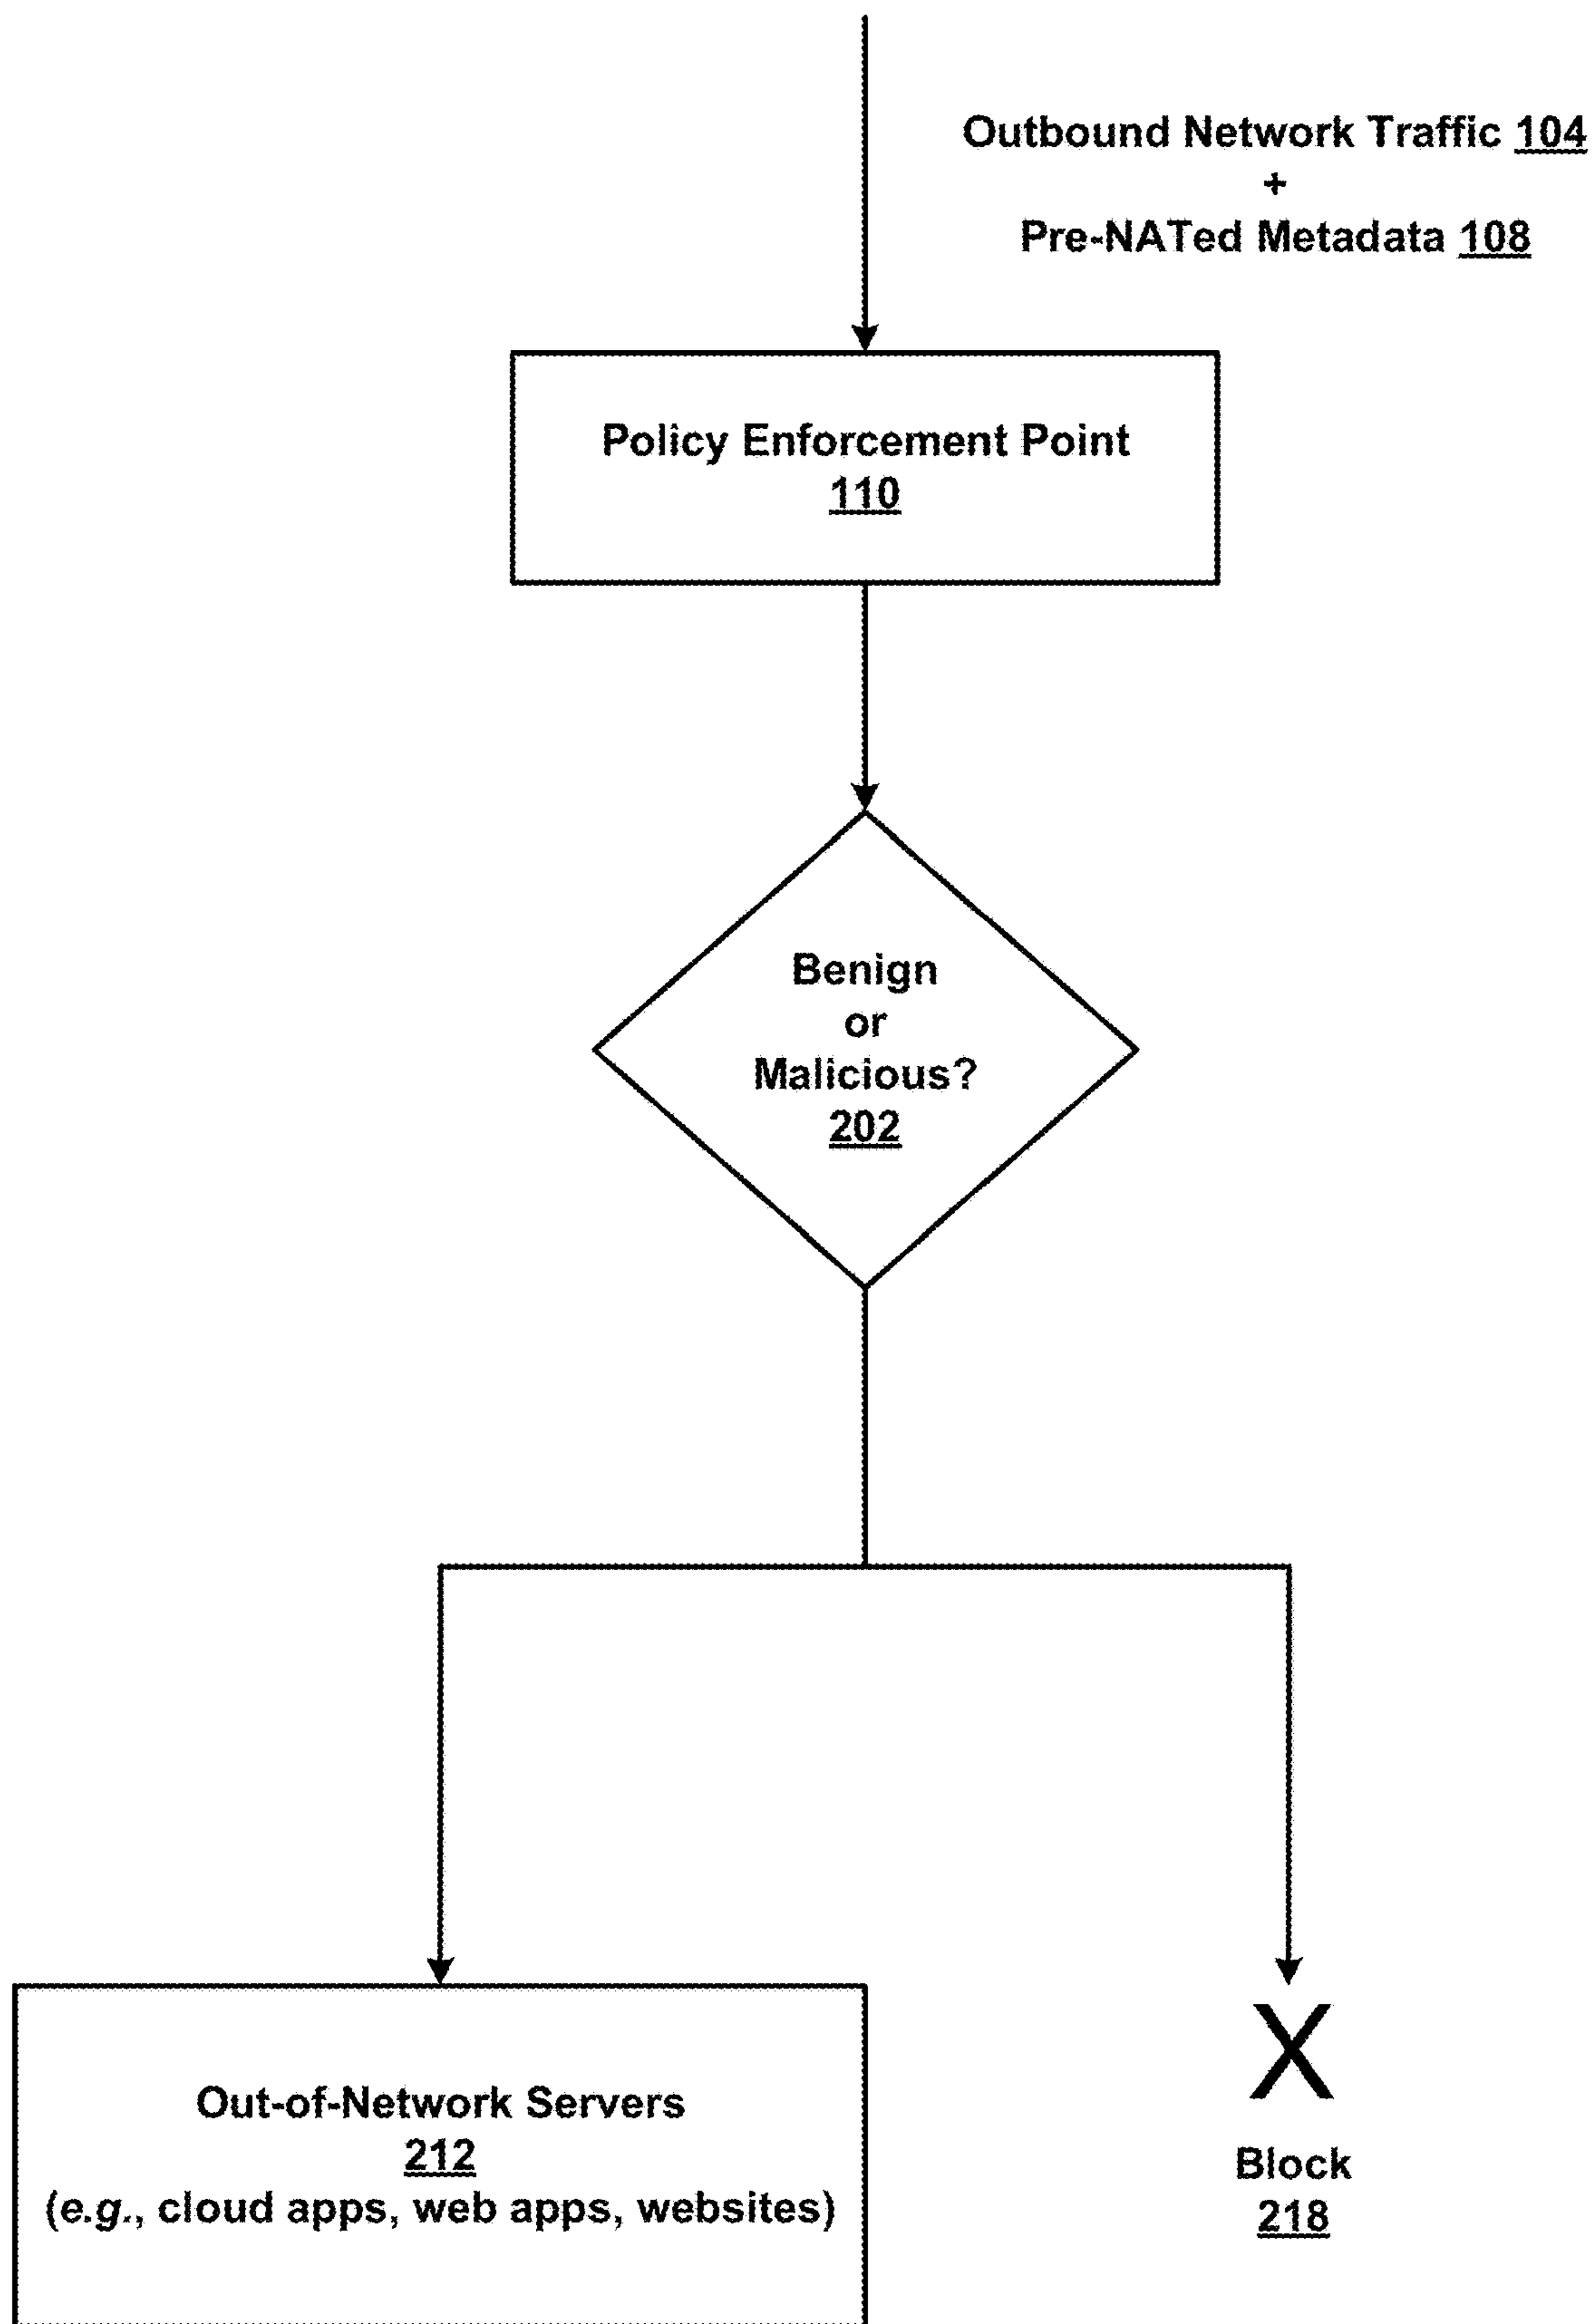 Outbound Network Traffic 104
+
Pre-NATed Metadata 108
Policy Enforcement Point
110
Benign
or
Malicious?
202
Out-of-Network Servers
212
(e.g., cloud apps, web apps, websites)
X
Block
218